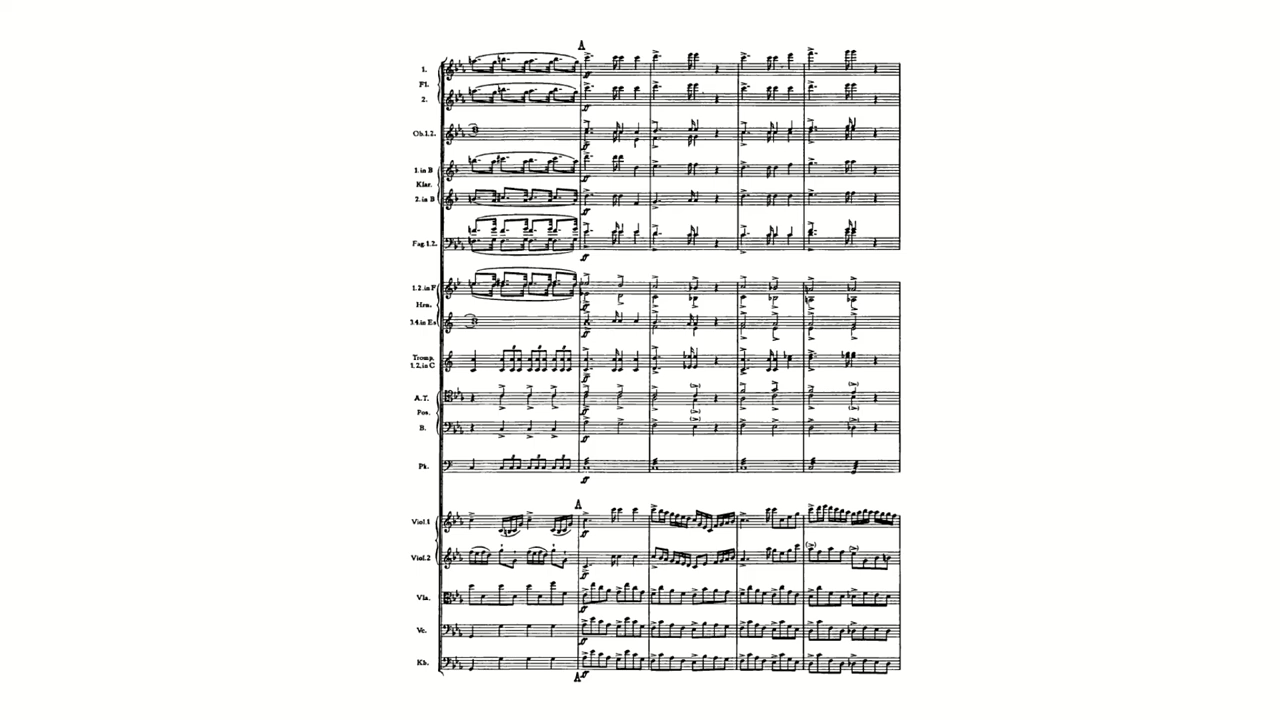 A
1.
Fl.
2.
Ob.1.2.
1. in B
Klar.
2. in B
Fag.1.2.
1.2. in F
Hrn.
3.4. in Es
Tromp.
1.2. in C
A.T.
Pos.
B.
Pk.
A
Viol.1
Viol.2
Vla.
Vc.
Kb.
A
ff